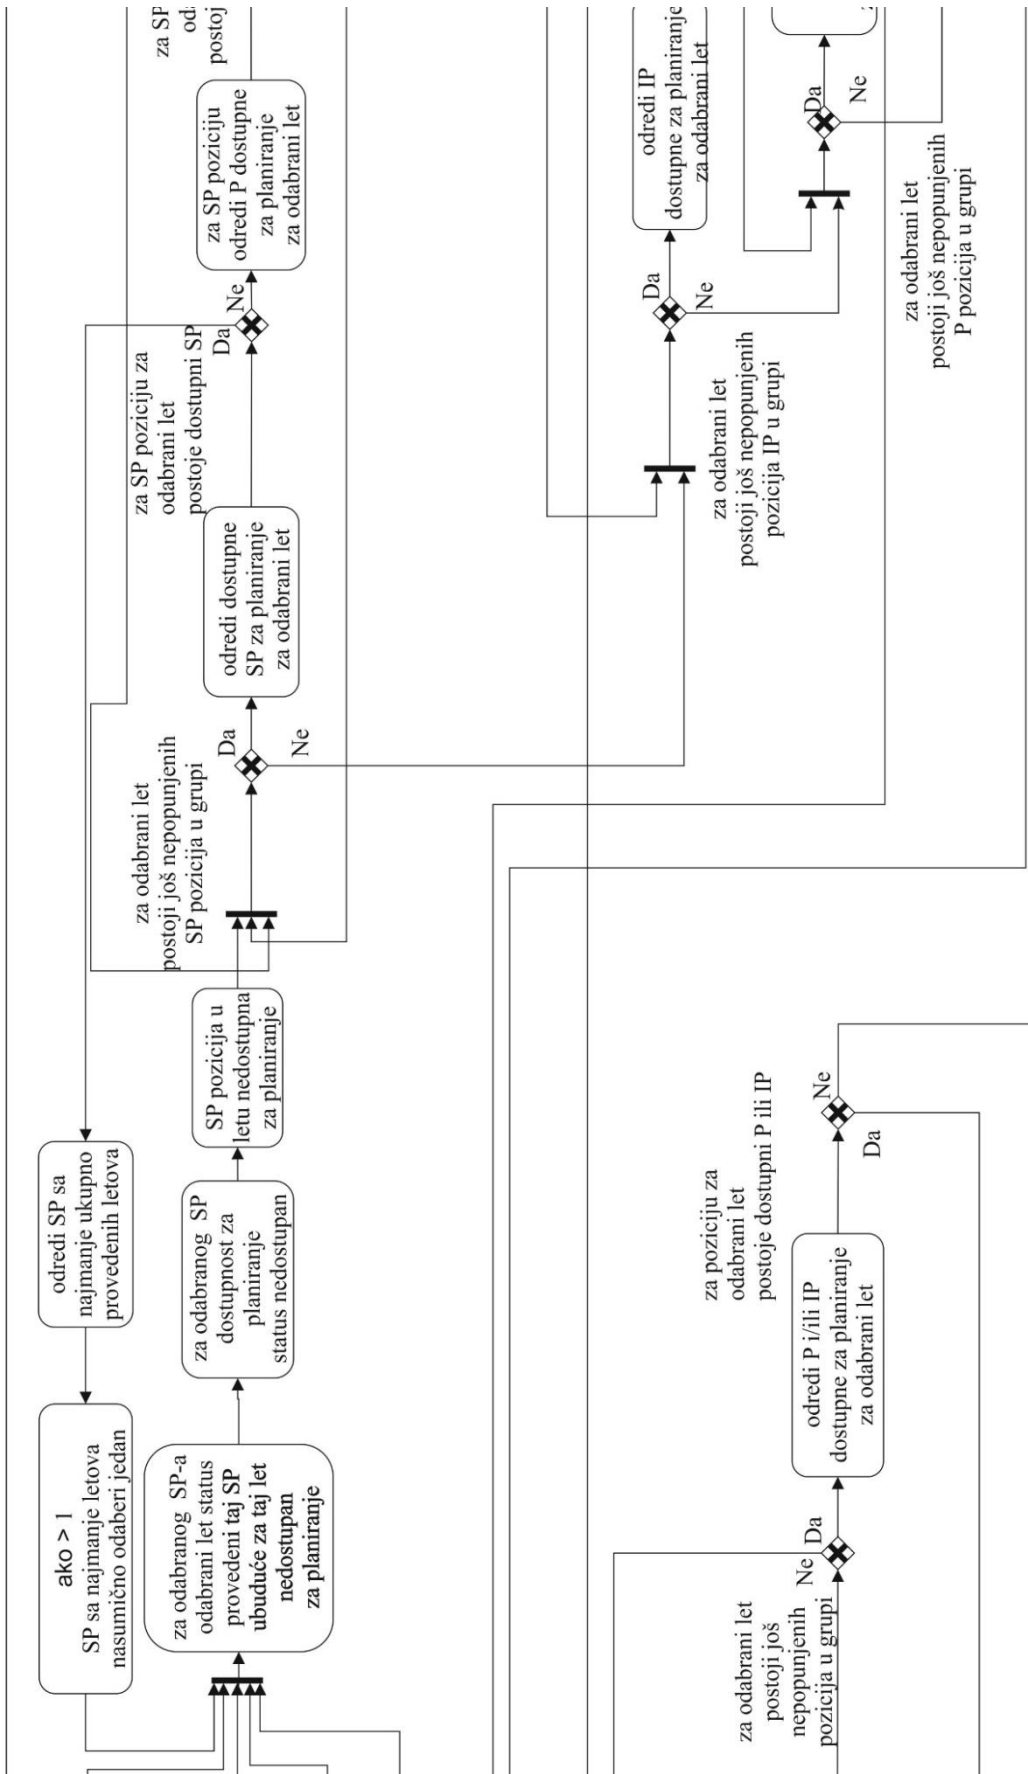 ako > 1
SP sa najmanje letova
nasumično odaberi jedan
odredi SP sa
najmanje ukupno
provedenih letova
za odabranog SP-a
odabrani let status
provedeni taj SP
ubuduće za taj let
nedostupan
za planiranje
za odabranog SP
dostupnost za
planiranje
status nedostupan
SP pozicija u
letu nedostupna
za planiranje
za odabrani let
postoji još nepopunjenih
SP pozicija u grupi
Da
Ne
odredi dostupne
SP za planiranje
za odabrani let
za SP poziciju za
odabrani let
postoje dostupni SP
Da
Ne
za SP poziciju
odredi P dostupne
za planiranje
za odabrani let
za SP
postoj
za odabrani let
postoji još nepopunjenih
pozicija IP u grupi
Da
Ne
odredi IP
dostupne za planiranje
za odabrani let
za odabrani let
postoji još nepopunjenih
P pozicija u grupi
Da
Ne
za odabrani let
postoji još
nepopunjenih
pozicija u grupi
Ne
Da
odredi P i/ili IP
dostupne za planiranje
za odabrani let
za poziciju za
odabrani let
postoje dostupni P ili IP
Ne
Da